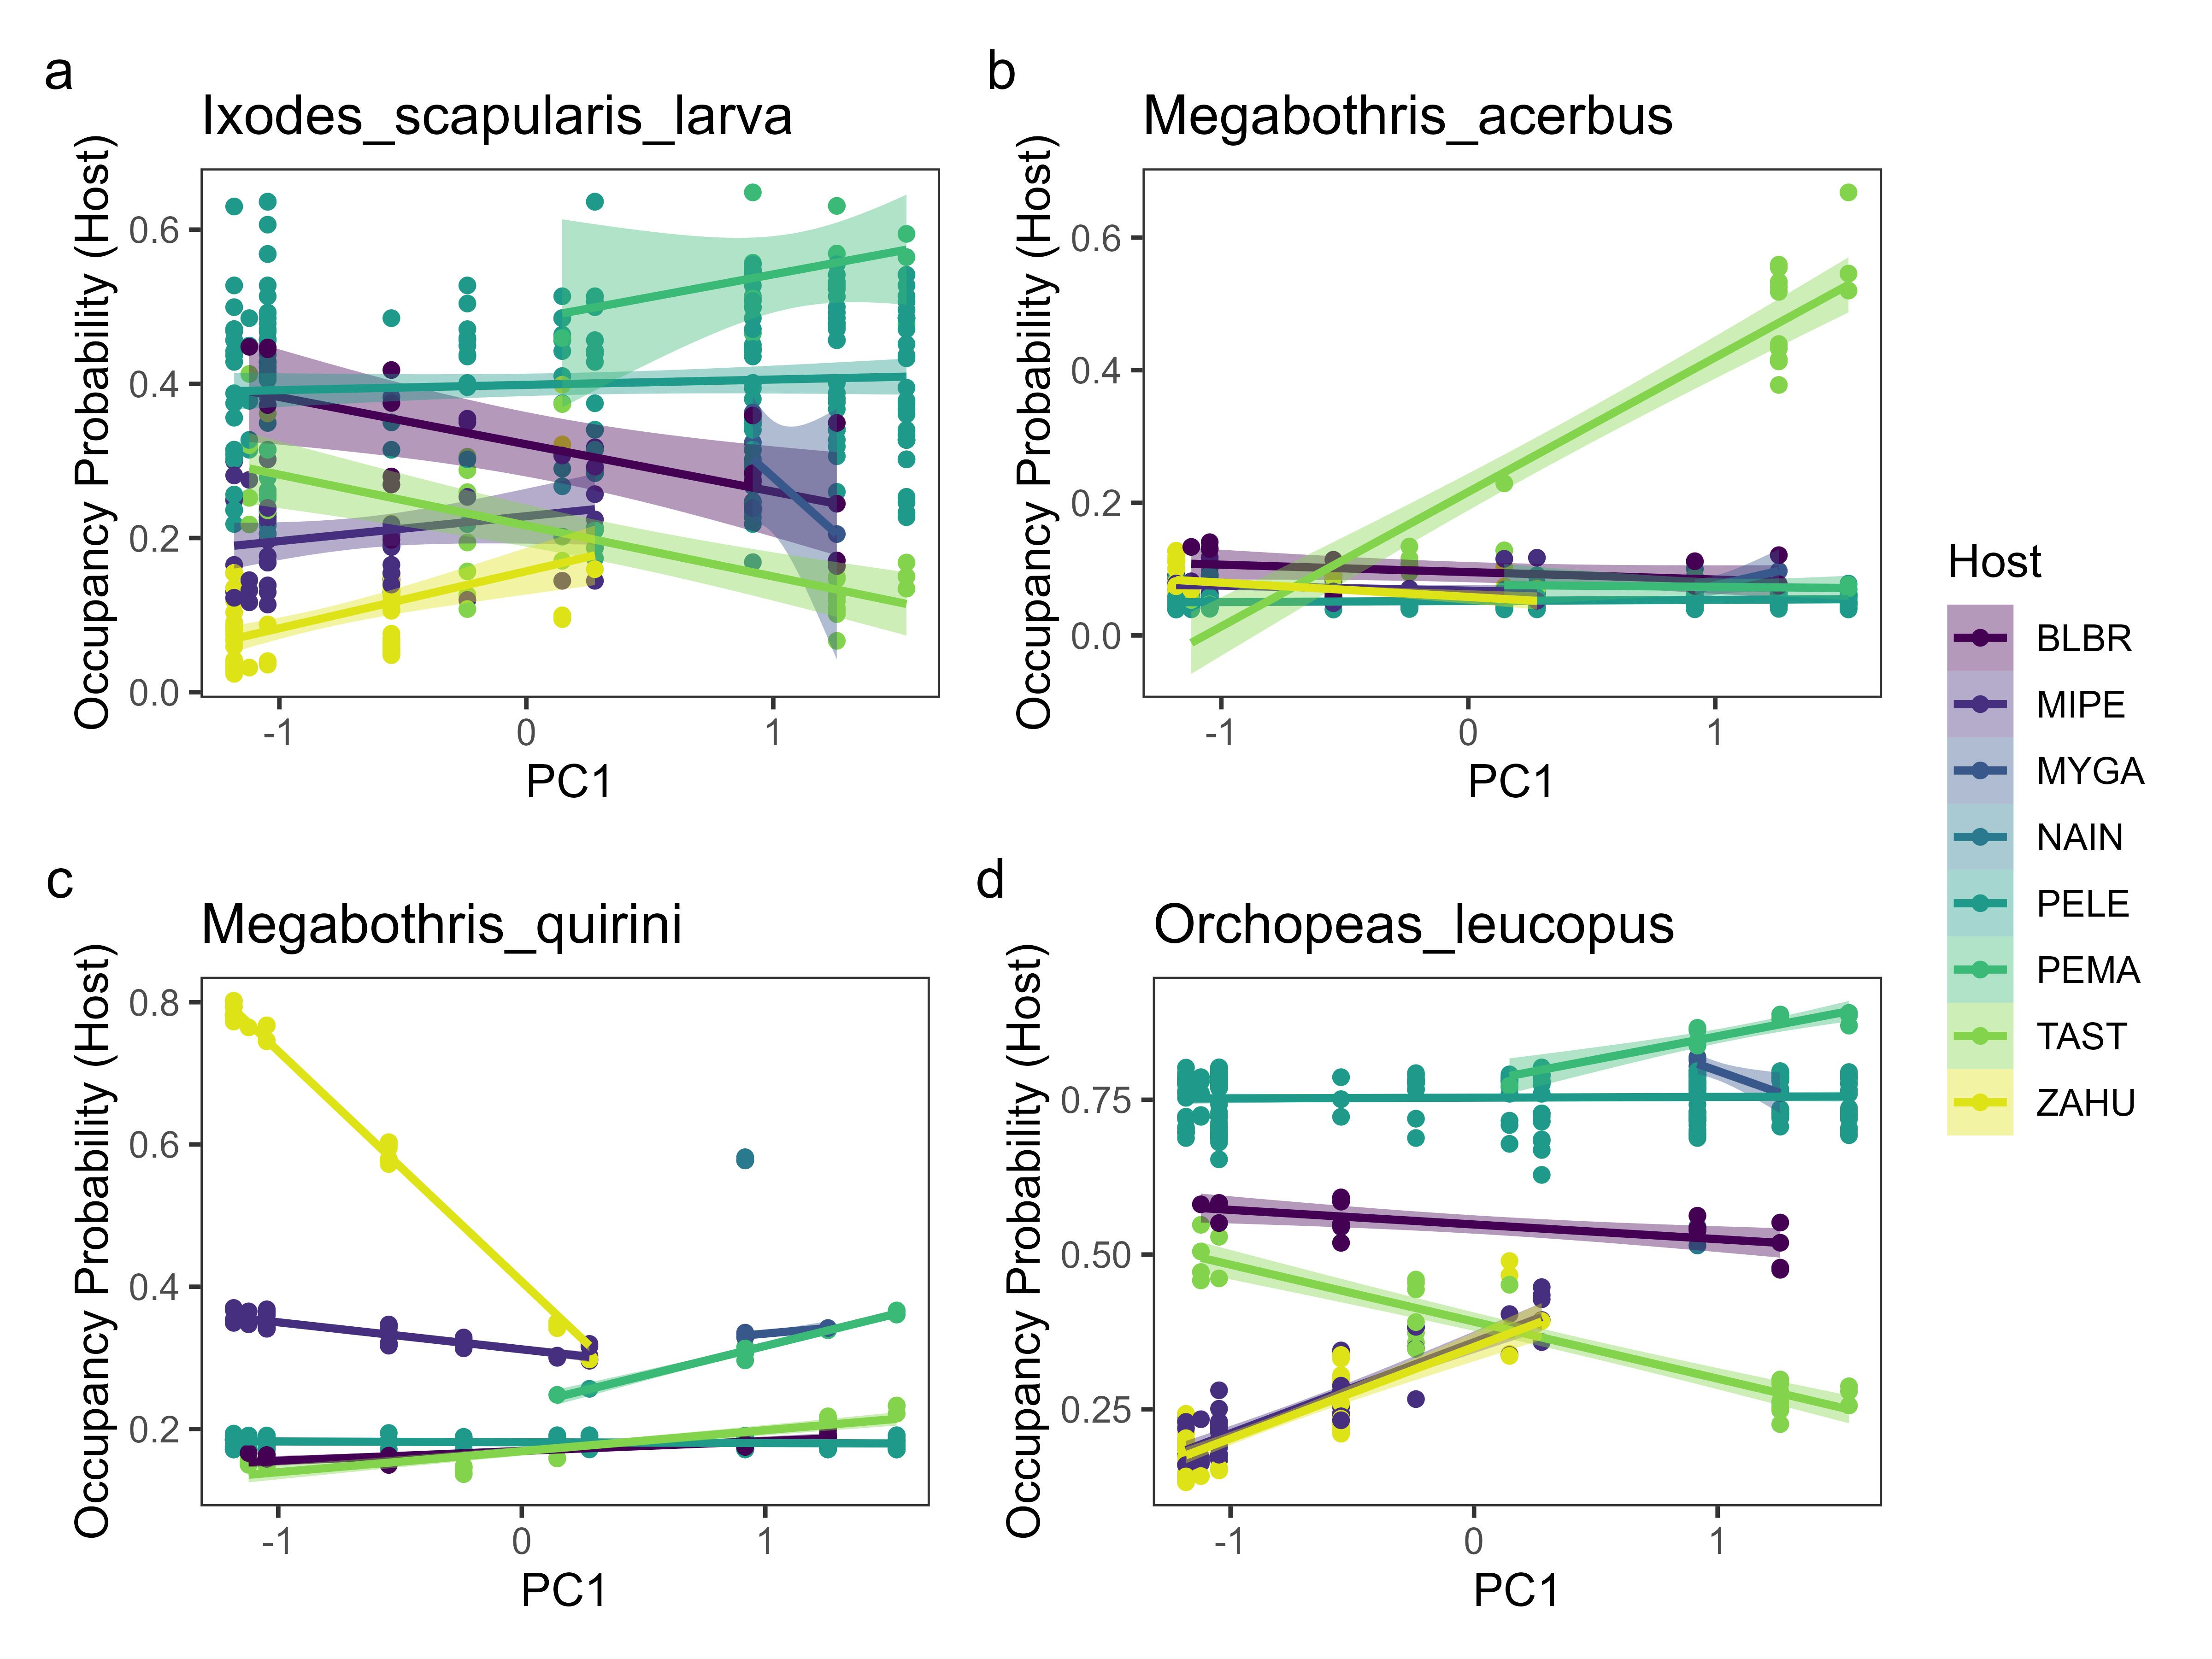 a
Ixodes_scapularis_larva
Occupancy Probability (Host)
0.6
0.4
0.2
0.0
-1 0 1
PC1
b
Megabothris_acerbus
Occupancy Probability (Host)
0.6
0.4
0.2
0.0
-1 0 1
PC1
c
Megabothris_quirini
Occupancy Probability (Host)
0.8
0.6
0.4
0.2
-1 0 1
PC1
d
Orchopeas_leucopus
Occupancy Probability (Host)
0.75
0.50
0.25
-1 0 1
PC1
Host
BLBR
MIPE
MYGA
NAIN
PELE
PEMA
TAST
ZAHU